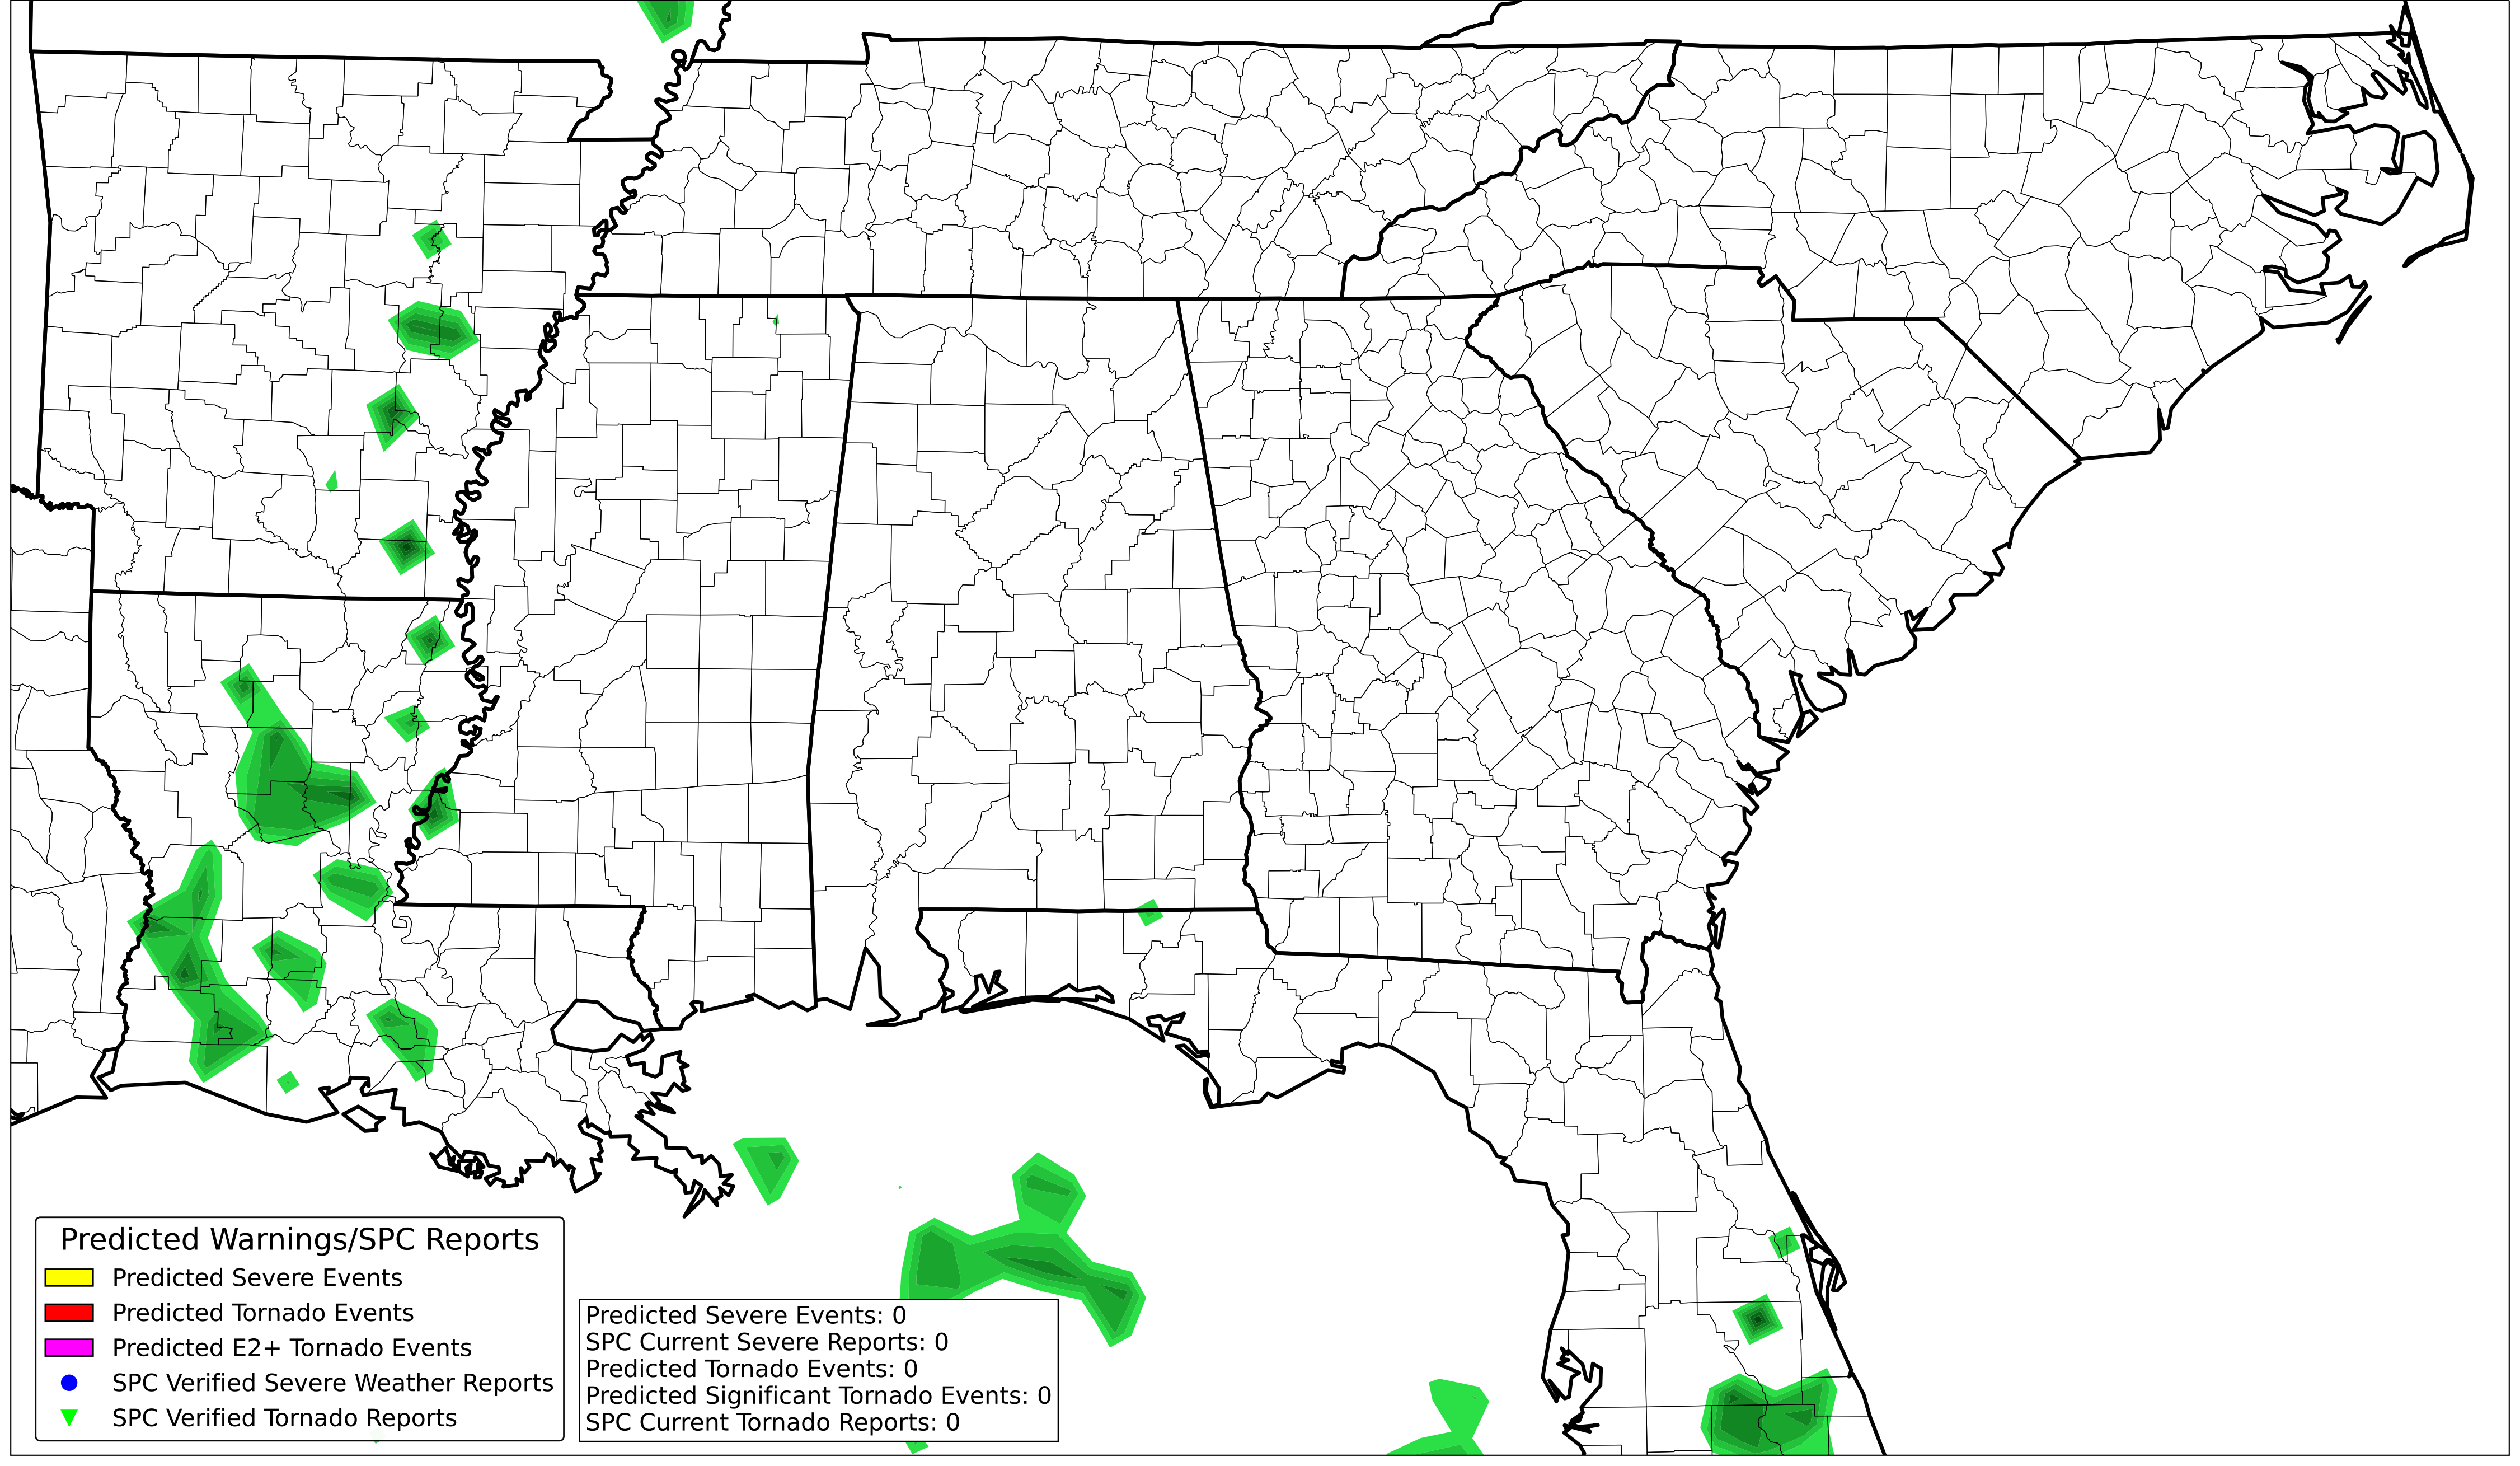 Predicted Warnings/SPC Reports
Predicted Severe Events
Predicted Tornado Events
Predicted E2+ Tornado Events
SPC Verified Severe Weather Reports
SPC Verified Tornado Reports
Predicted Severe Events: 0
SPC Current Severe Reports: 0
Predicted Tornado Events: 0
Predicted Significant Tornado Events: 0
SPC Current Tornado Reports: 0